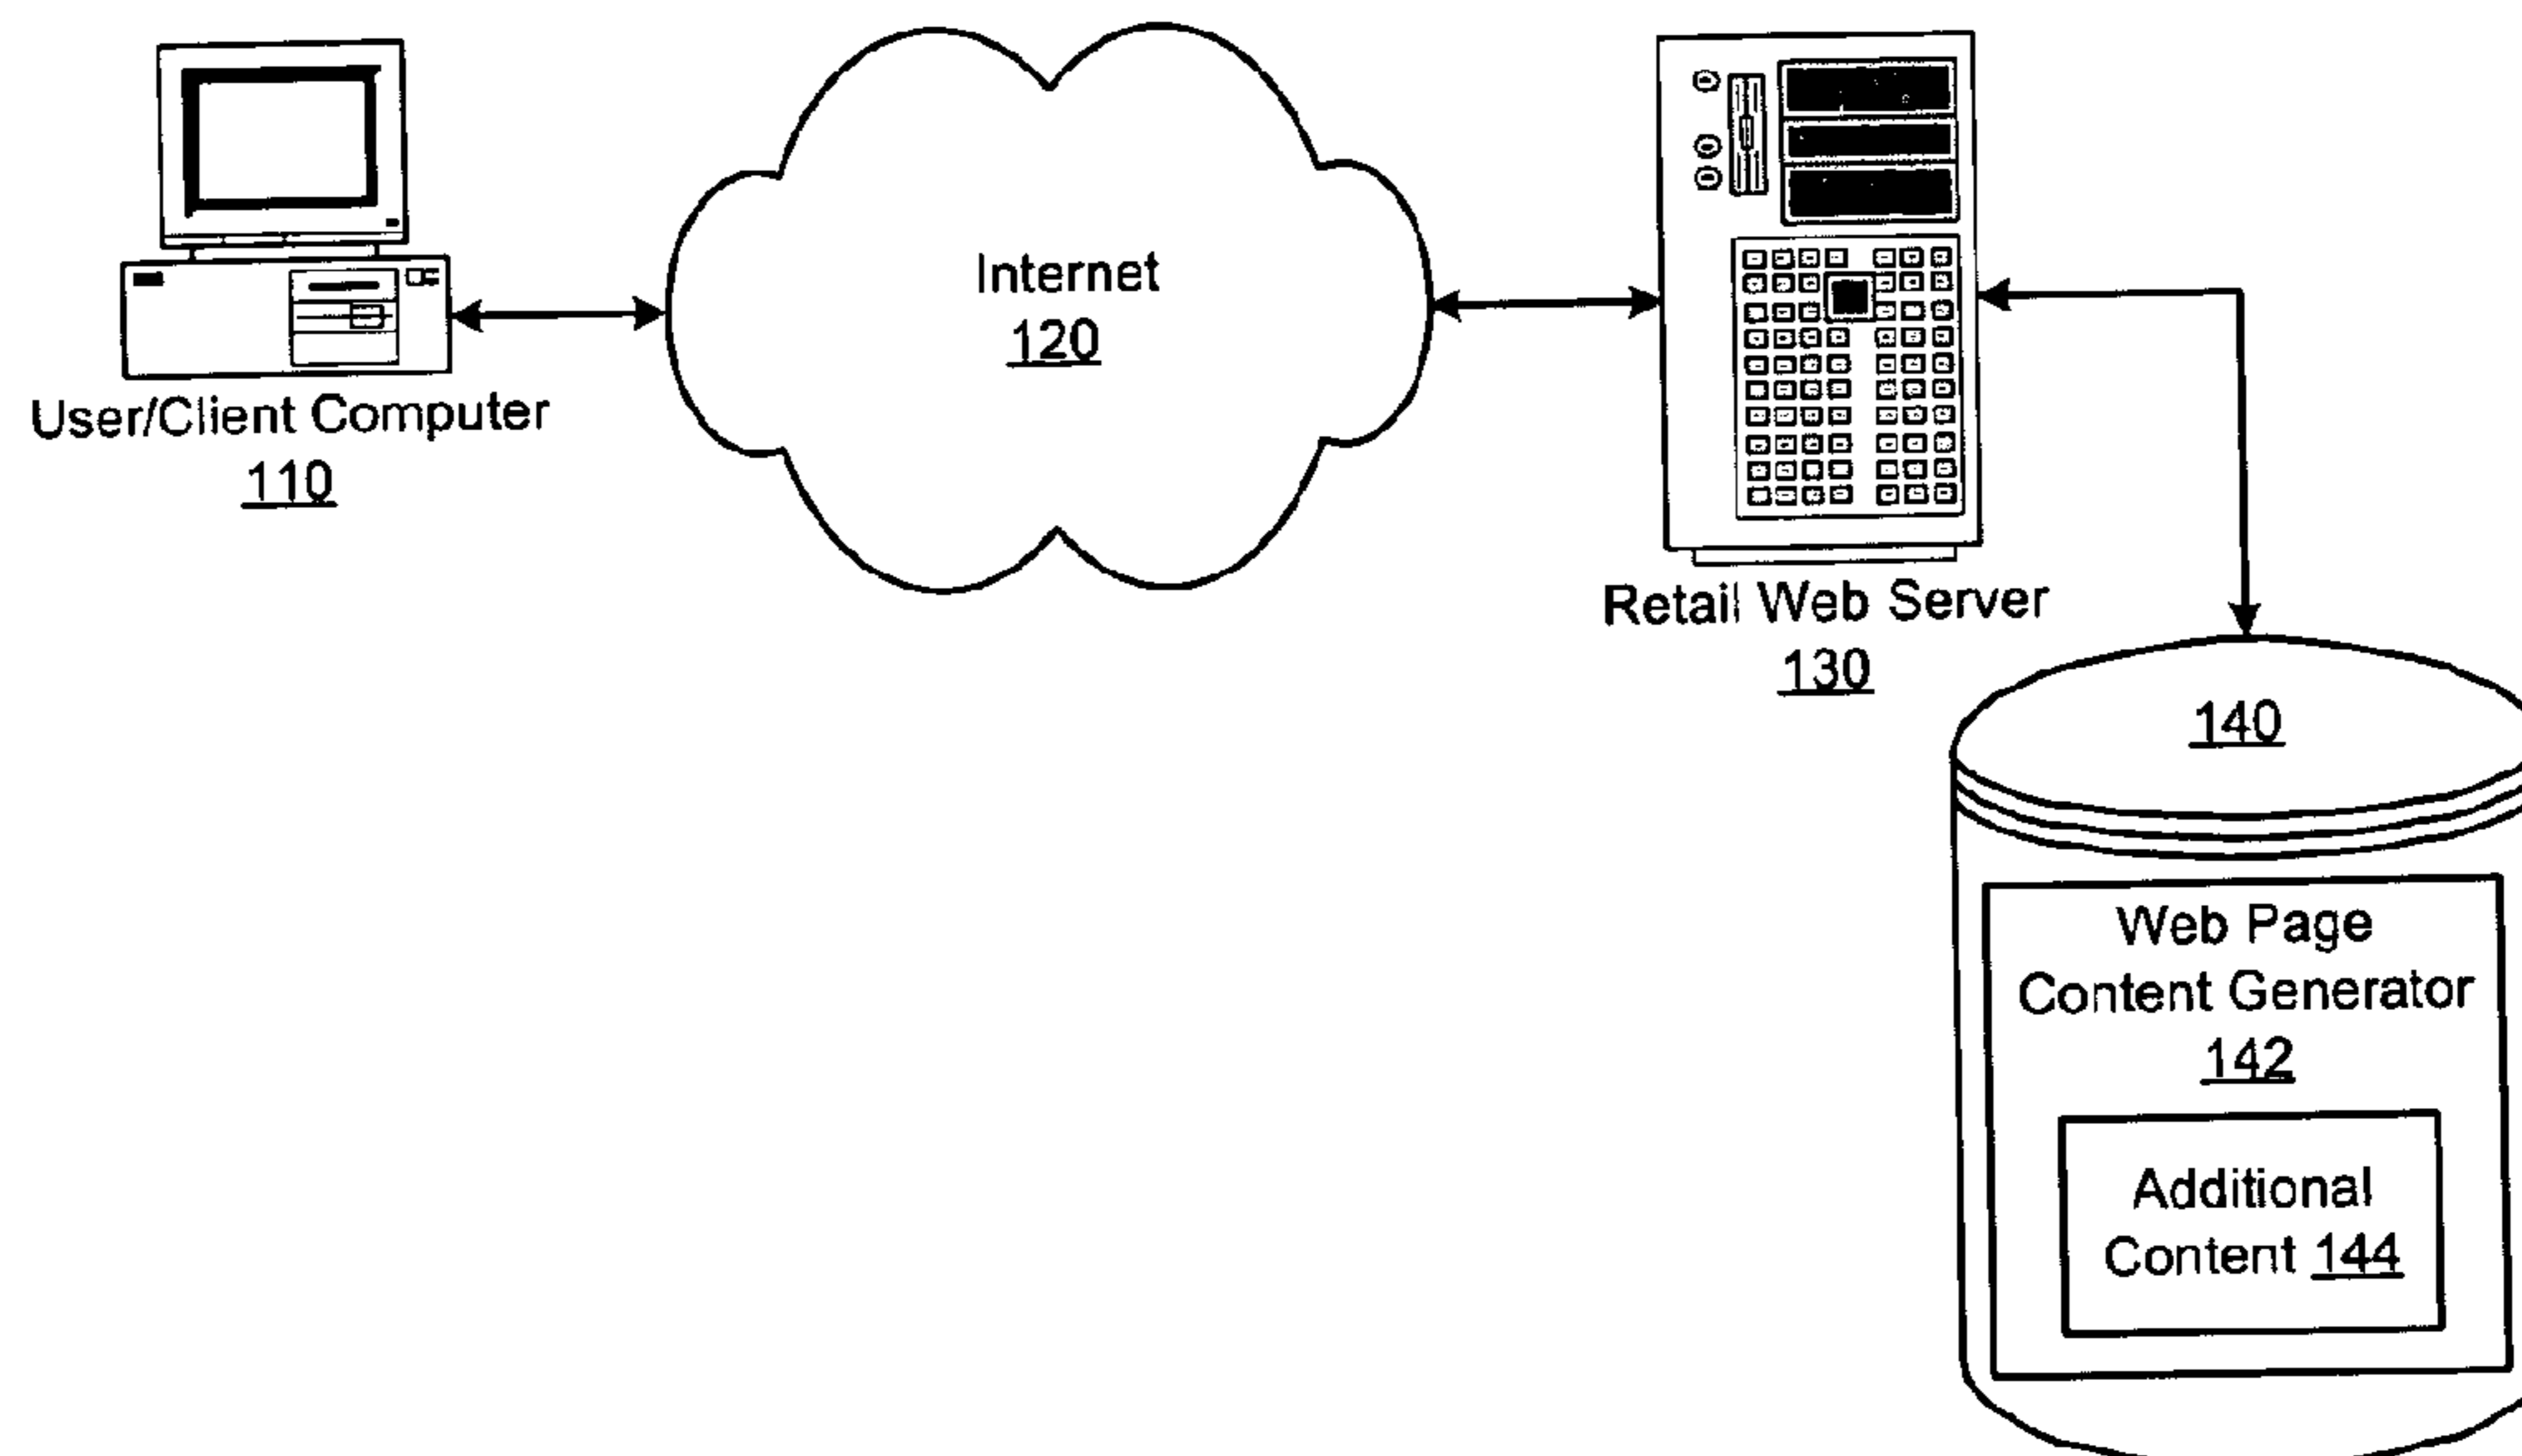 User/Client Computer
110
Internet
120
Retail Web Server
130
140
Web Page
Content Generator
142
Additional
Content 144